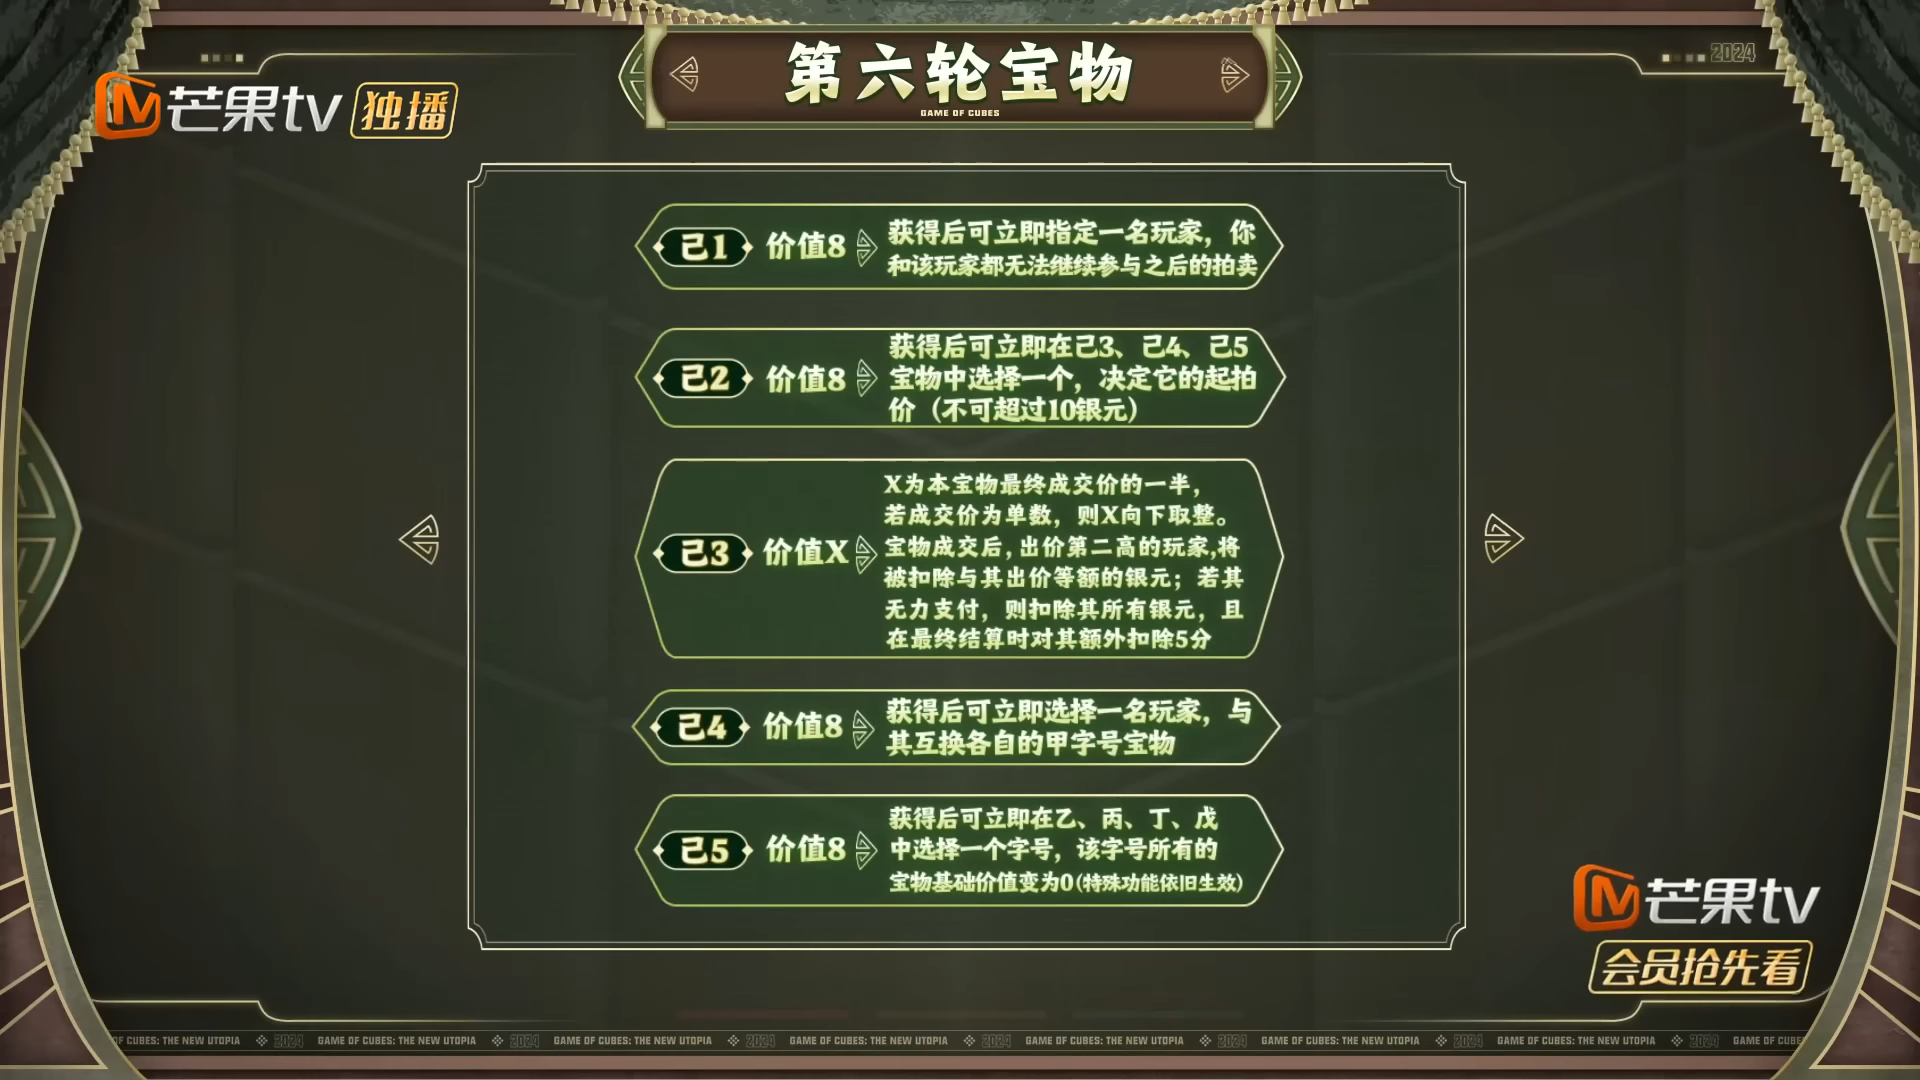 第六轮宝物
GAME OF CUBES
2024
芒果tv 独播
己1 价值8 获得后可立即指定一名玩家，你
和该玩家都无法继续参与之后的拍卖
己2 价值8 获得后可立即在己3、己4、己5
宝物中选择一个，决定它的起拍
价（不可超过10银元）
己3 价值X X为本宝物最终成交价的一半，
若成交价为单数，则X向下取整。
宝物成交后，出价第二高的玩家，将
被扣除与其出价等额的银元；若其
无力支付，则扣除其所有银元，且
在最终结算时对其额外扣除5分
己4 价值8 获得后可立即选择一名玩家，与
其互换各自的甲字号宝物
己5 价值8 获得后可立即在乙、丙、丁、戊
中选择一个字号，该字号所有的
宝物基础价值变为0（特殊功能依旧生效）
芒果tv
会员抢先看
OF CUBES: THE NEW UTOPIA 2024 GAME OF CUBES: THE NEW UTOPIA 2024 GAME OF CUBES: THE NEW UTOPIA 2024 GAME OF CUBES: THE NEW UTOPIA 2024 GAME OF CUBES: THE NEW UTOPIA 2024 GAME OF CUBES: THE NEW UTOPIA 2024 GAME OF CUBES: THE NEW UTOPIA 2024 GAME OF CUBE